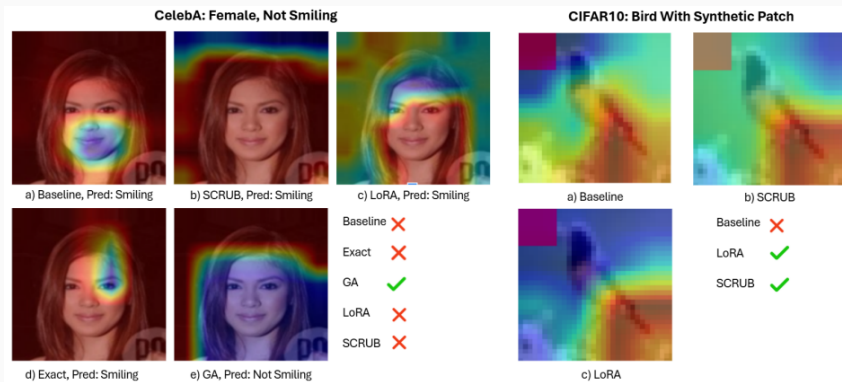 CelebA: Female, Not Smiling
a) Baseline, Pred: Smiling
b) SCRUB, Pred: Smiling
c) LoRA, Pred: Smiling
d) Exact, Pred: Smiling
e) GA, Pred: Not Smiling
Baseline
Exact
GA
LoRA
SCRUB
CIFAR10: Bird With Synthetic Patch
a) Baseline
b) SCRUB
c) LoRA
Baseline
LoRA
SCRUB